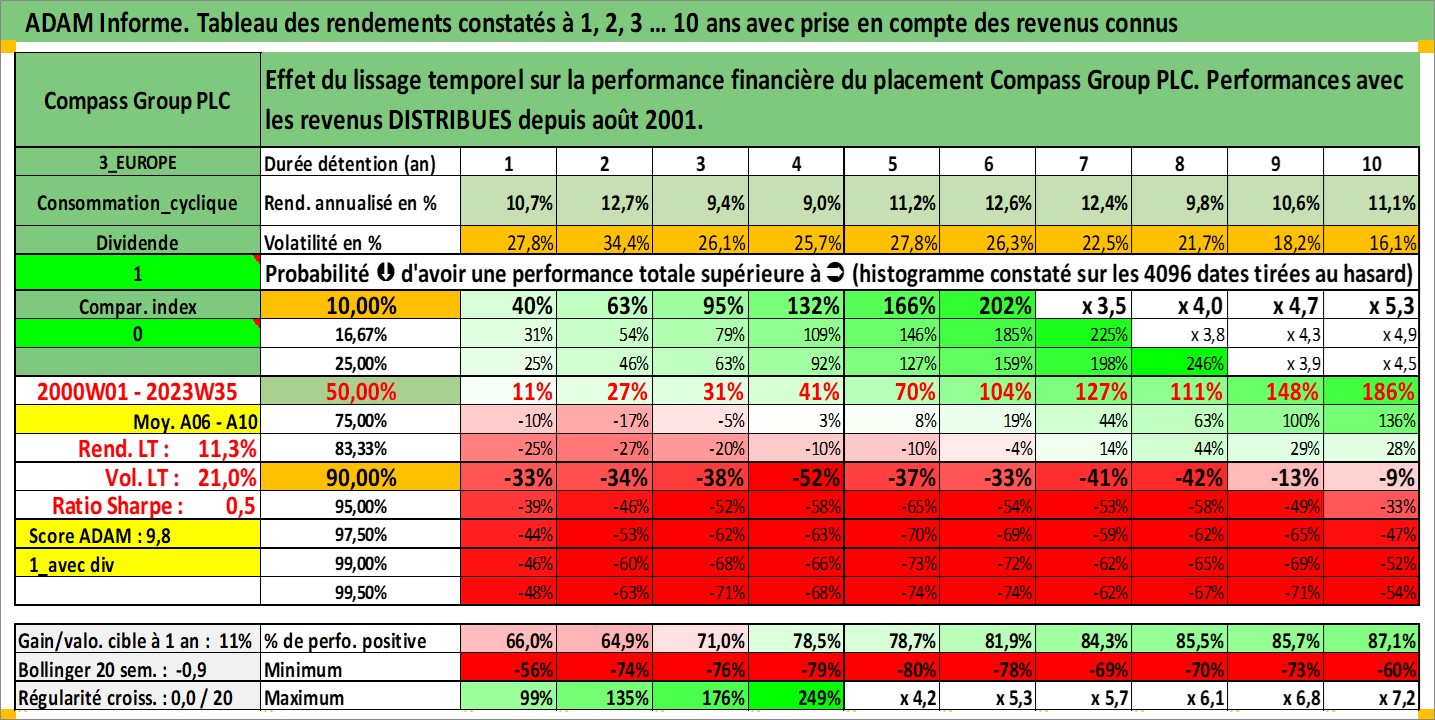 ADAM Informe. Tableau des rendements constatés à 1, 2, 3 ... 10 ans avec prise en compte des revenus connus
Compass Group PLC
Effet du lissage temporel sur la performance financière du placement Compass Group PLC. Performances avec
les revenus DISTRIBUES depuis août 2001.
3_EUROPE Durée détention (an) 1 2 3 4 5 6 7 8 9 10
Consommation_cyclique Rend. annualisé en % 10,7% 12,7% 9,4% 9,0% 11,2% 12,6% 12,4% 9,8% 10,6% 11,1%
Dividende Volatilité en % 27,8% 34,4% 26,1% 25,7% 27,8% 26,3% 22,5% 21,7% 18,2% 16,1%
1 Probabilité ⬇ d'avoir une performance totale supérieure à ➲ (histogramme constaté sur les 4096 dates tirées au hasard)
Compar. index 10,00% 40% 63% 95% 132% 166% 202% x 3,5 x 4,0 x 4,7 x 5,3
0 16,67% 31% 54% 79% 109% 146% 185% 225% x 3,8 x 4,3 x 4,9
25,00% 25% 46% 63% 92% 127% 159% 198% 246% x 3,9 x 4,5
2000W01 - 2023W35 50,00% 11% 27% 31% 41% 70% 104% 127% 111% 148% 186%
Moy. A06 - A10 75,00% -10% -17% -5% 3% 8% 19% 44% 63% 100% 136%
Rend. LT : 11,3% 83,33% -25% -27% -20% -10% -10% -4% 14% 44% 29% 28%
Vol. LT : 21,0% 90,00% -33% -34% -38% -52% -37% -33% -41% -42% -13% -9%
Ratio Sharpe : 0,5 95,00% -39% -46% -52% -58% -65% -54% -53% -58% -49% -33%
Score ADAM : 9,8 97,50% -44% -53% -62% -63% -70% -69% -59% -62% -65% -47%
1_avec div 99,00% -46% -60% -68% -66% -73% -72% -62% -65% -69% -52%
99,50% -48% -63% -71% -68% -74% -74% -62% -67% -71% -54%
Gain/valo. cible à 1 an : 11% % de perfo. positive 66,0% 64,9% 71,0% 78,5% 78,7% 81,9% 84,3% 85,5% 85,7% 87,1%
Bollinger 20 sem. : -0,9 Minimum -56% -74% -76% -79% -80% -78% -69% -70% -73% -60%
Régularité croiss. : 0,0 / 20 Maximum 99% 135% 176% 249% x 4,2 x 5,3 x 5,7 x 6,1 x 6,8 x 7,2